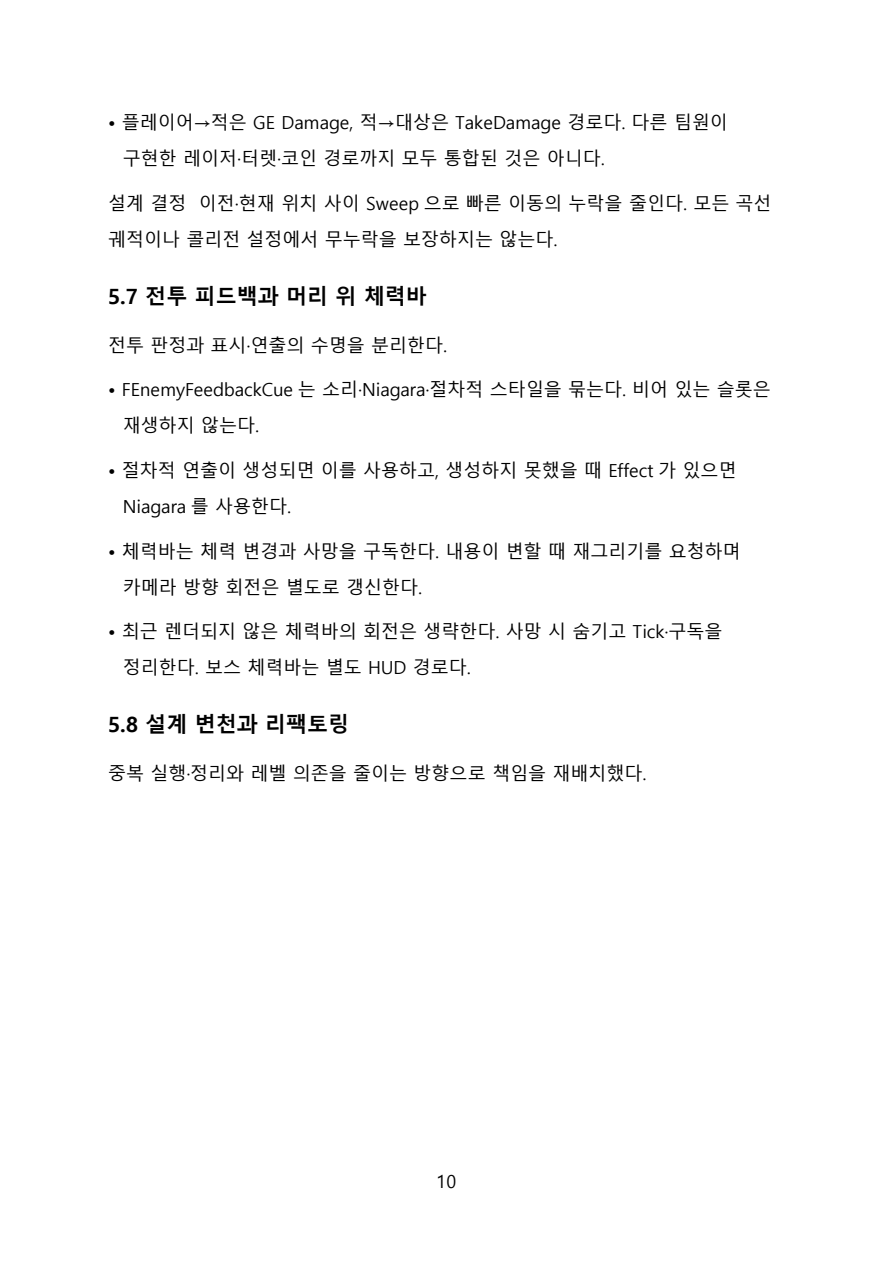 • 플레이어→적은 GE Damage, 적→대상은 TakeDamage 경로다. 다른 팀원이
구현한 레이저·터렛·코인 경로까지 모두 통합된 것은 아니다.
설계 결정  이전·현재 위치 사이 Sweep 으로 빠른 이동의 누락을 줄인다. 모든 곡선
궤적이나 콜리전 설정에서 무누락을 보장하지는 않는다.
5.7 전투 피드백과 머리 위 체력바
전투 판정과 표시·연출의 수명을 분리한다.
• FEnemyFeedbackCue 는 소리·Niagara·절차적 스타일을 묶는다. 비어 있는 슬롯은
재생하지 않는다.
• 절차적 연출이 생성되면 이를 사용하고, 생성하지 못했을 때 Effect 가 있으면
Niagara 를 사용한다.
• 체력바는 체력 변경과 사망을 구독한다. 내용이 변할 때 재그리기를 요청하며
카메라 방향 회전은 별도로 갱신한다.
• 최근 렌더되지 않은 체력바의 회전은 생략한다. 사망 시 숨기고 Tick·구독을
정리한다. 보스 체력바는 별도 HUD 경로다.
5.8 설계 변천과 리팩토링
중복 실행·정리와 레벨 의존을 줄이는 방향으로 책임을 재배치했다.
10